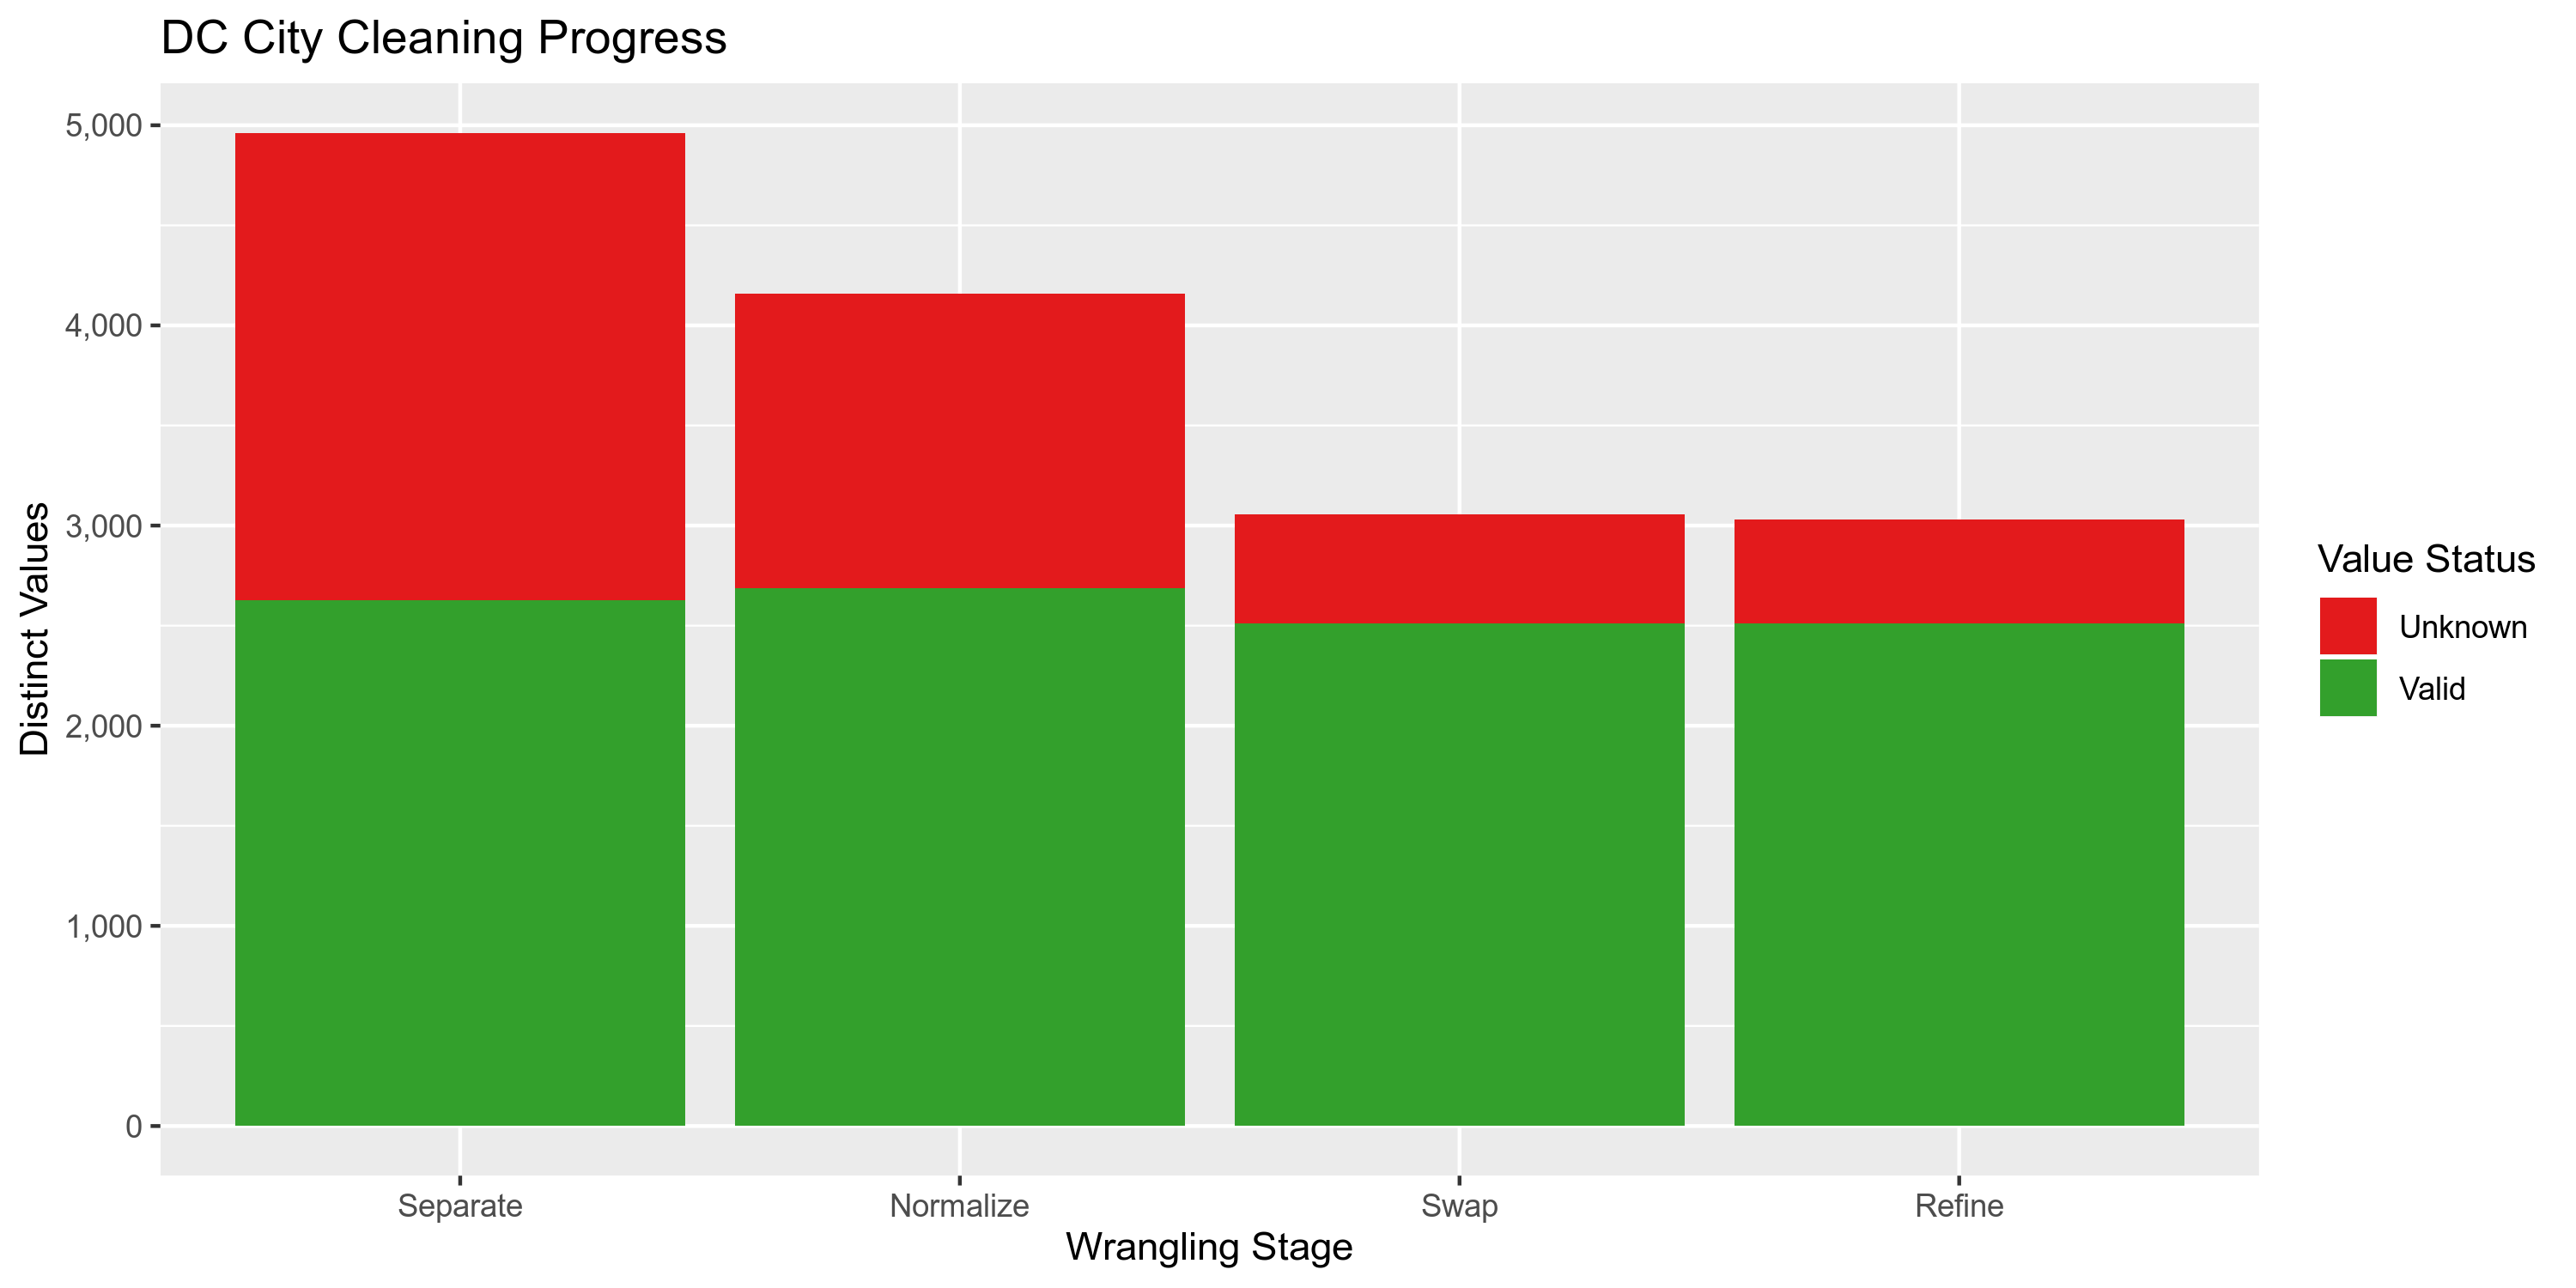 DC City Cleaning Progress
Distinct Values
5,000
4,000
3,000
2,000
1,000
0
Separate
Normalize
Swap
Refine
Wrangling Stage
Value Status
Unknown
Valid